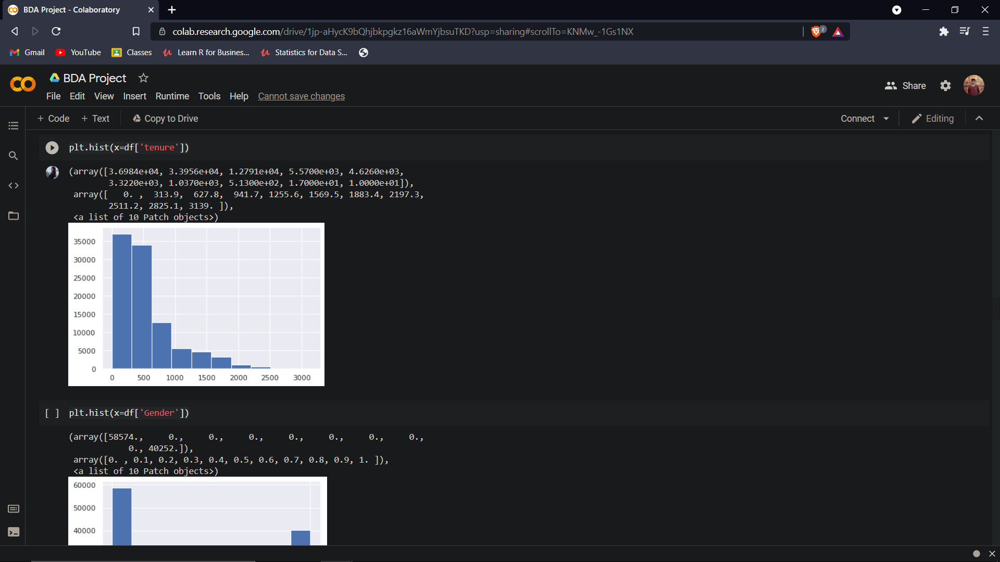 BDA Project - Colaboratory
colab.research.google.com/drive/1jp-aHycK9bQhjbkpgkz16aWmYjbsuTKD?usp=sharing#scrollTo=KNMw_-1Gs1NX
2
Gmail YouTube Classes Learn R for Busines... Statistics for Data S...
BDA Project
Share
File Edit View Insert Runtime Tools Help Cannot save changes
+ Code + Text Copy to Drive Connect Editing
plt.hist(x=df['tenure'])
(array([3.6984e+04, 3.3956e+04, 1.2791e+04, 5.5700e+03, 4.6260e+03,
3.3220e+03, 1.0370e+03, 5.1300e+02, 1.7000e+01, 1.0000e+01]),
array([ 0. , 313.9, 627.8, 941.7, 1255.6, 1569.5, 1883.4, 2197.3,
2511.2, 2825.1, 3139. ]),
<a list of 10 Patch objects>)
35000
30000
25000
20000
15000
10000
5000
0
0 500 1000 1500 2000 2500 3000
[ ] plt.hist(x=df['Gender'])
(array([58574., 0., 0., 0., 0., 0., 0., 0.,
0., 40252.]),
array([0. , 0.1, 0.2, 0.3, 0.4, 0.5, 0.6, 0.7, 0.8, 0.9, 1. ]),
<a list of 10 Patch objects>)
60000
50000
40000